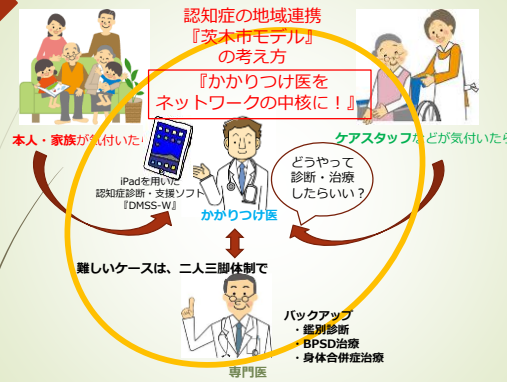 認知症の地域連携
『茨木市モデル』
の考え方
『かかりつけ医を
ネットワークの中核に！』
本人・家族が気付いたら
ケアスタッフなどが気付いたら
iPadを用いた
認知症診断・支援ソフト
『DMSS-W』
どうやって
診断・治療
したらいい？
かかりつけ医
難しいケースは、二人三脚体制で
バックアップ
・鑑別診断
・BPSD治療
・身体合併症治療
専門医